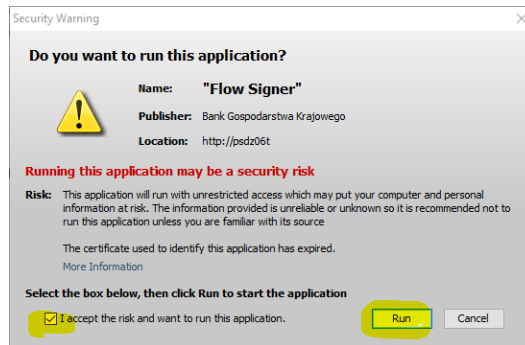 Security Warning
Do you want to run this application?
Name: "Flow Signer"
Publisher: Bank Gospodarstwa Krajowego
Location: http://psdz06t
Running this application may be a security risk
Risk: This application will run with unrestricted access which may put your computer and personal
information at risk. The information provided is unreliable or unknown so it is recommended not to
run this application unless you are familiar with its source
The certificate used to identify this application has expired.
More Information
Select the box below, then click Run to start the application
I accept the risk and want to run this application.
Run
Cancel